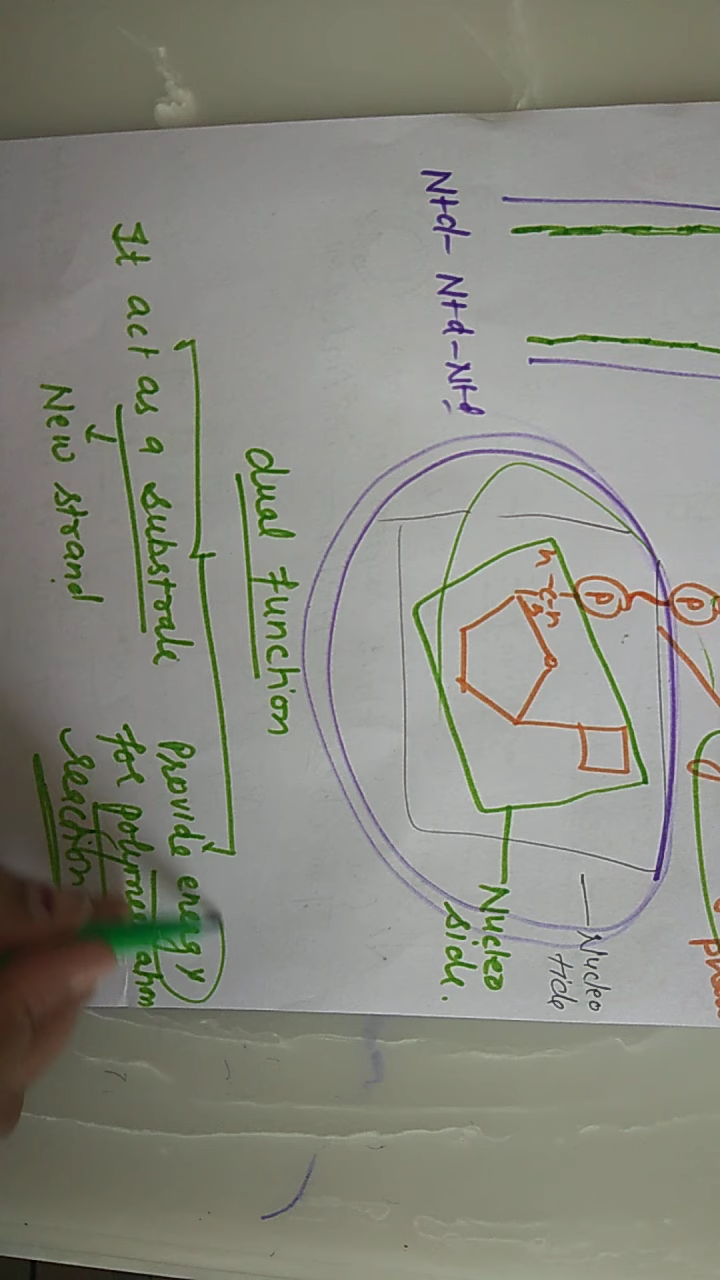 Ntd-Ntd-Ntd
P
P
H-C-H
O
Nucleo
tide
Nucleo
side.
dual function
It act as a substrate
New strand
Provide energy
for
reaction